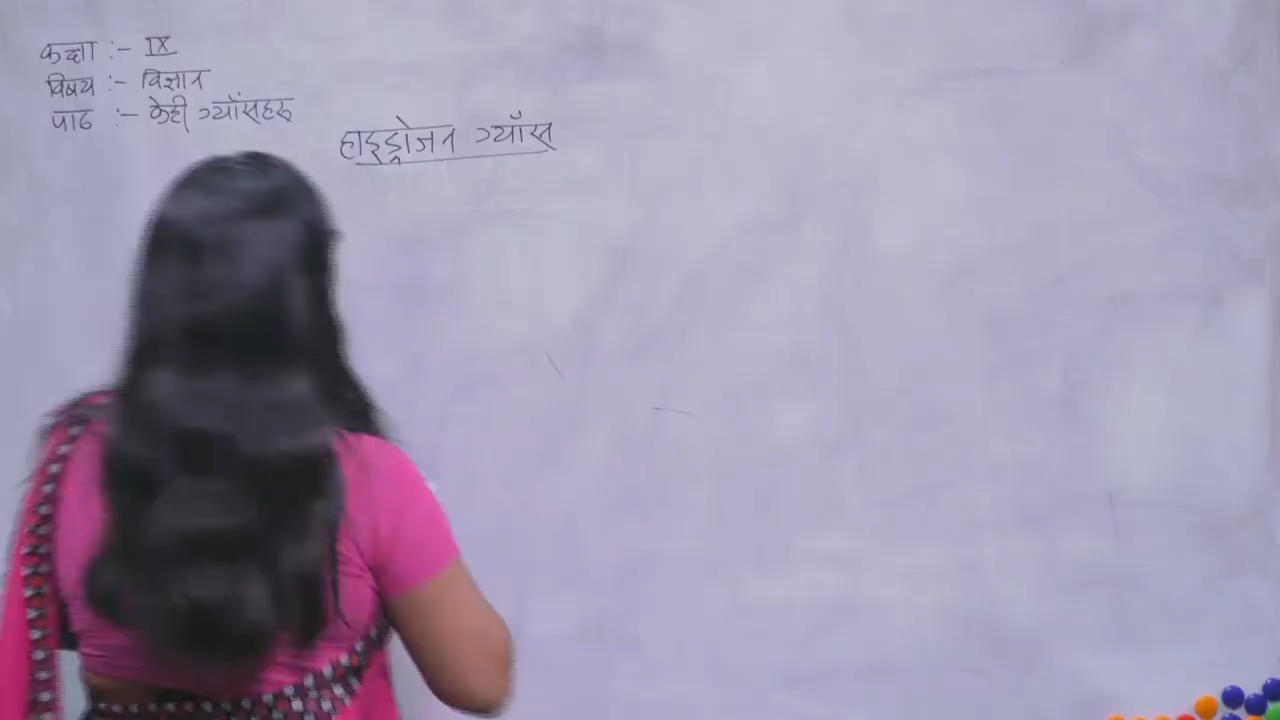 कक्षा :- IX
विषय :- विज्ञान
पाठ :- केही ग्याँसहरू
हाइड्रोजन ग्याँस